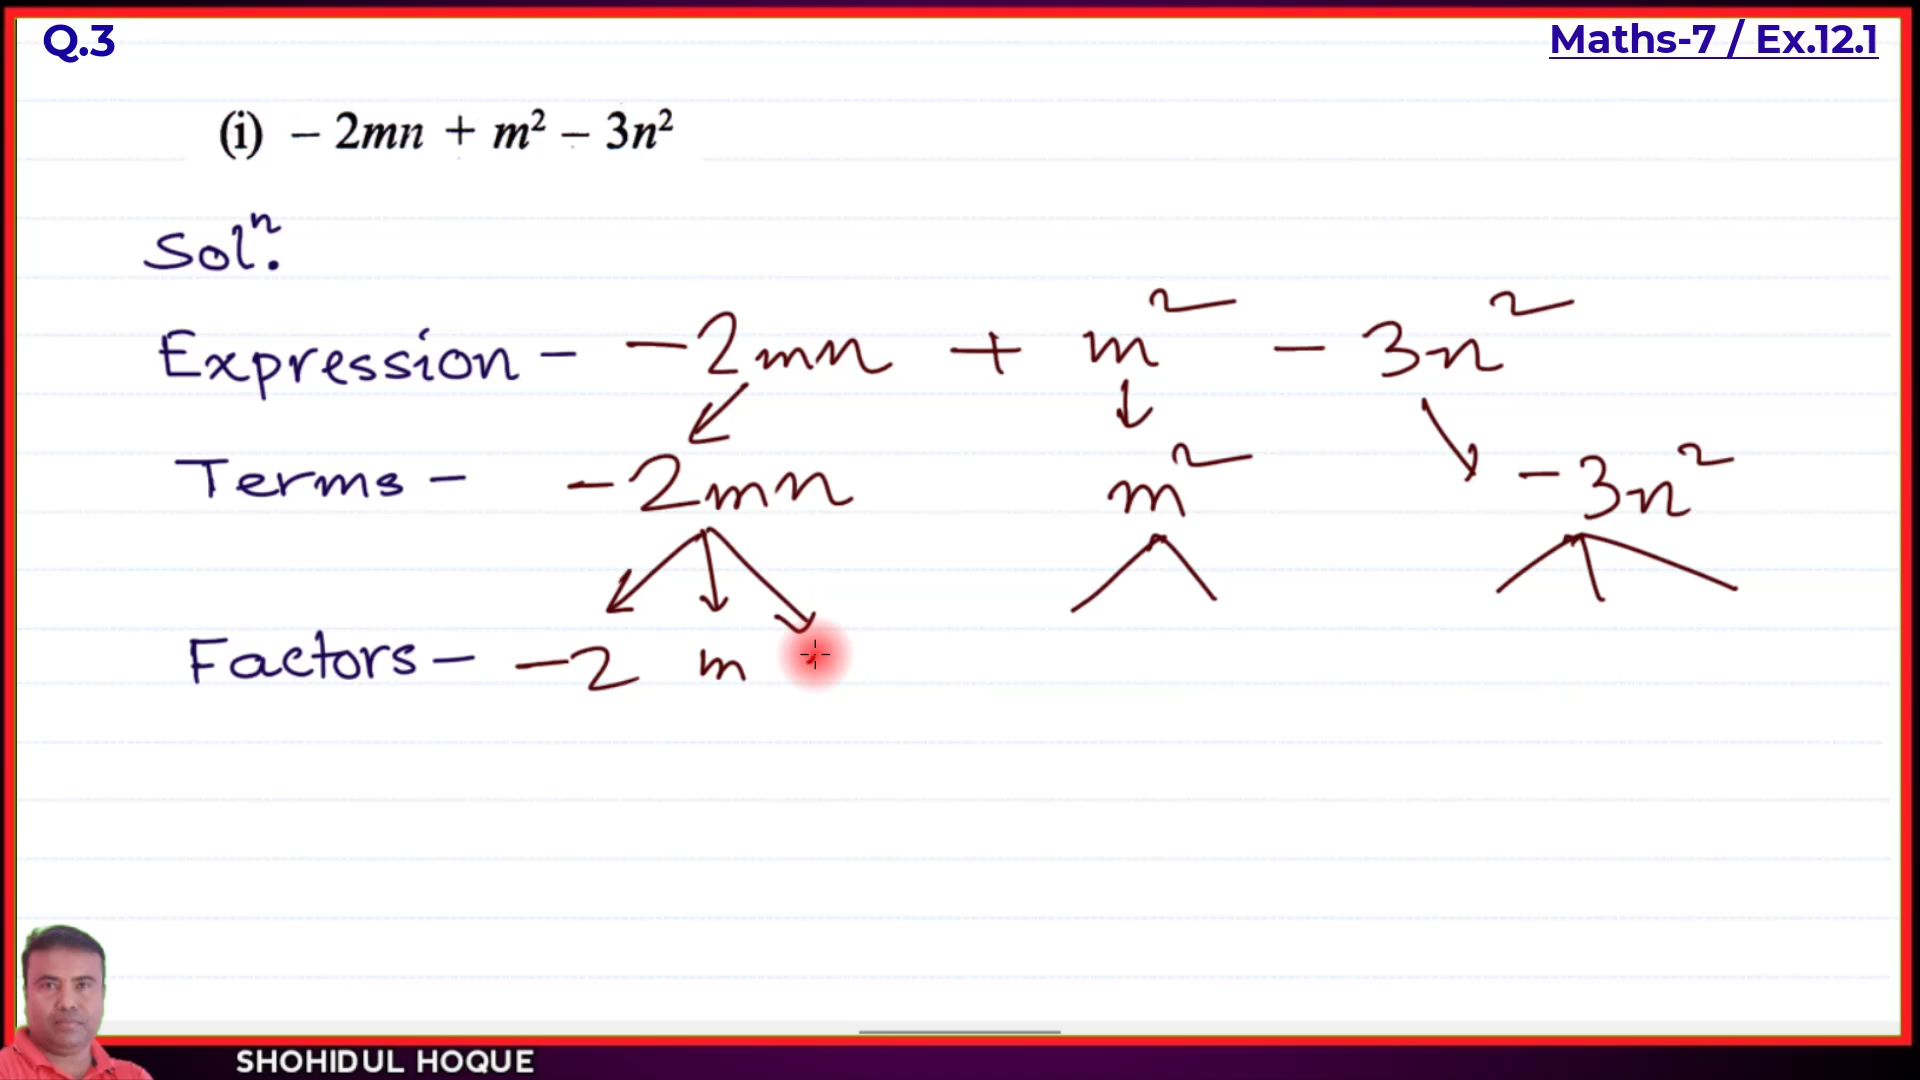 Q.3
Maths-7 / Ex.12.1
(i) – 2mn + m² – 3n²
Solⁿ.
Expression – –2mn + m² – 3n²
Terms – –2mn m² –3n²
Factors – –2 m
SHOHIDUL HOQUE